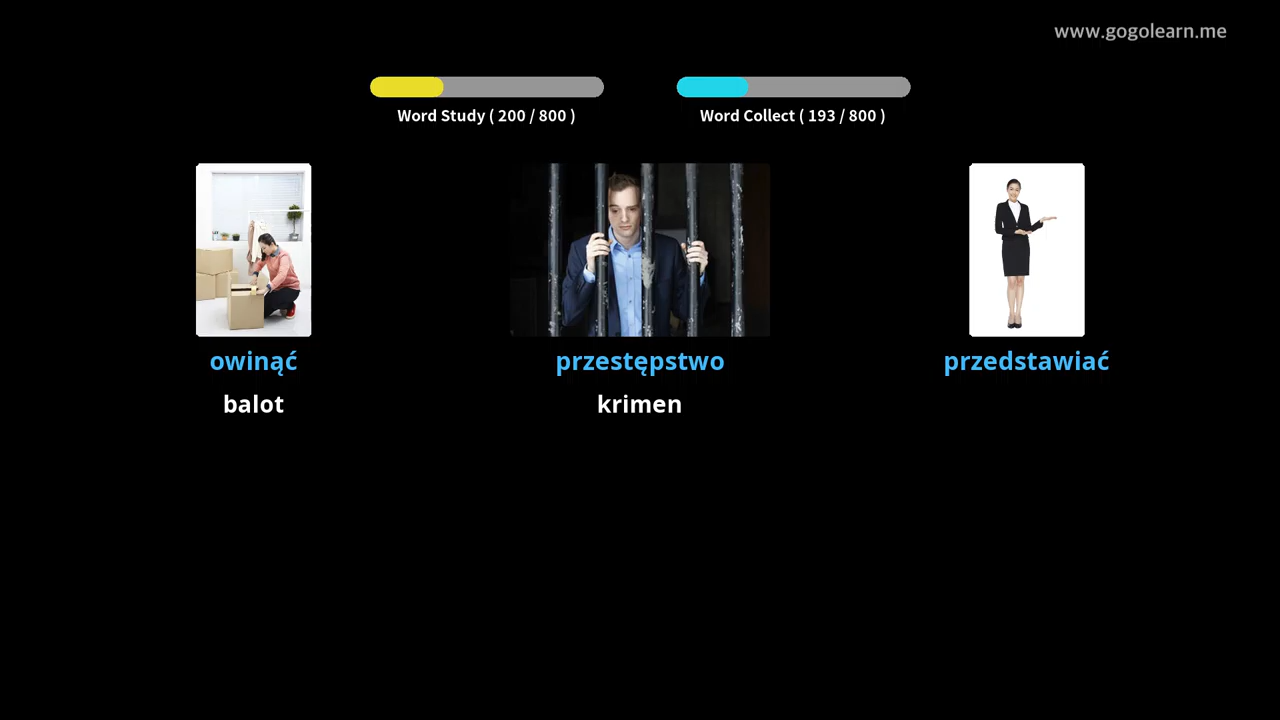 www.gogolearn.me
Word Study ( 200 / 800 )
Word Collect ( 193 / 800 )
owinąć
przestępstwo
przedstawiać
balot
krimen